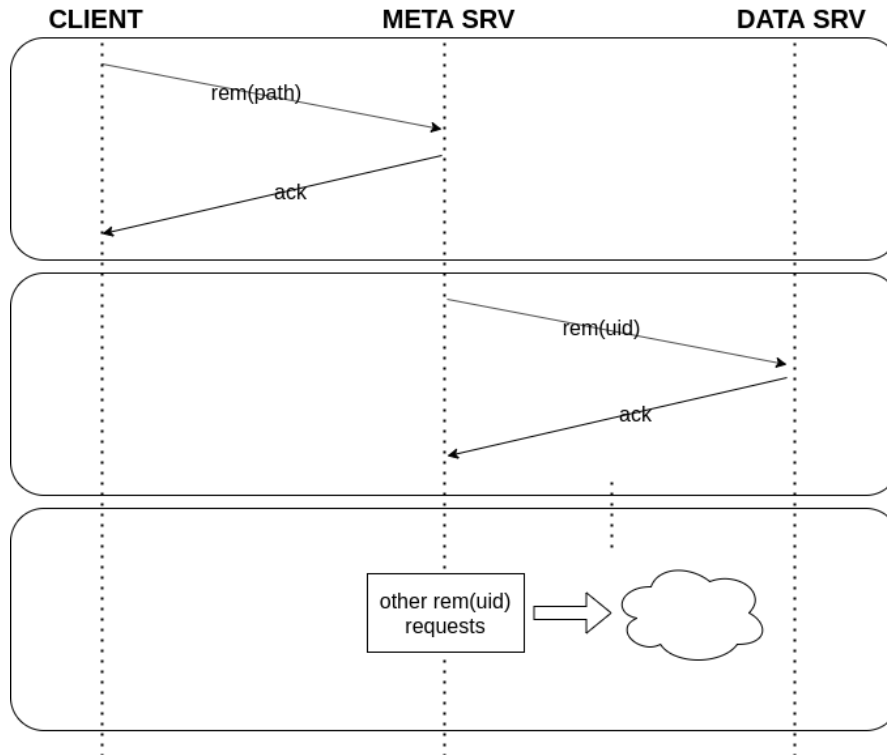 CLIENT META SRV DATA SRV
rem(path)
ack
rem(uid)
ack
other rem(uid)
requests